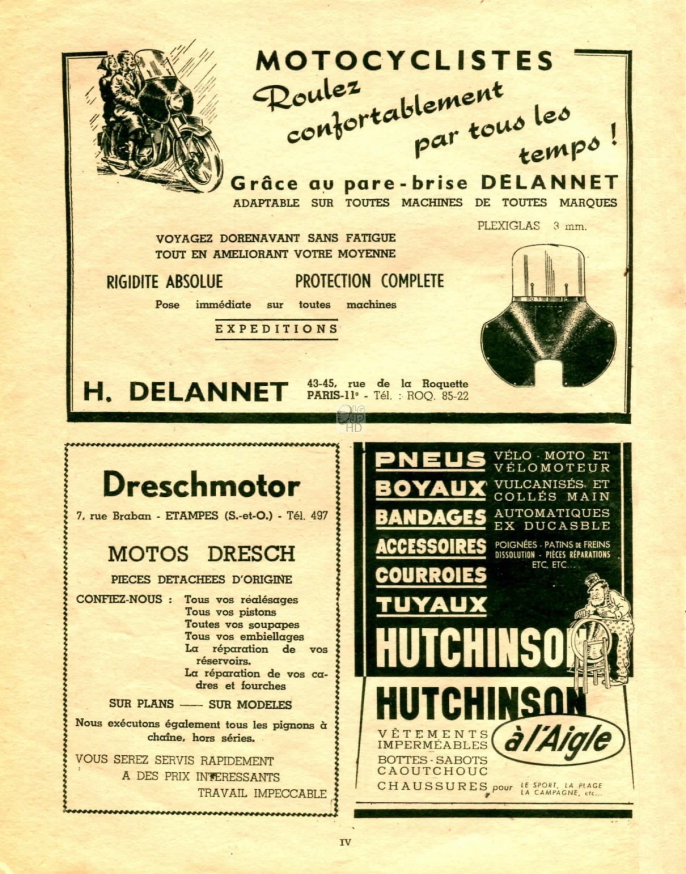 MOTOCYCLISTES
Roulez
confortablement
par tous les
temps !
Grâce au pare-brise DELANNET
ADAPTABLE SUR TOUTES MACHINES DE TOUTES MARQUES
PLEXIGLAS 3 mm.
VOYAGEZ DORENAVANT SANS FATIGUE
TOUT EN AMELIORANT VOTRE MOYENNE
RIGIDITE ABSOLUE PROTECTION COMPLETE
Pose immédiate sur toutes machines
EXPEDITIONS
H. DELANNET
43-45, rue de la Roquette
PARIS-11e - Tél. : ROQ. 85-22
HD
Dreschmotor
7, rue Braban - ETAMPES (S.-et-O.) - Tél. 497
MOTOS DRESCH
PIECES DETACHEES D'ORIGINE
CONFIEZ-NOUS : Tous vos réalésages
Tous vos pistons
Toutes vos soupapes
Tous vos embiellages
La réparation de vos
réservoirs.
La réparation de vos ca-
dres et fourches
SUR PLANS — SUR MODELES
Nous exécutons également tous les pignons à
chaîne, hors séries.
VOUS SEREZ SERVIS RAPIDEMENT
A DES PRIX INTERESSANTS
TRAVAIL IMPECCABLE
PNEUS VÉLO - MOTO ET
VÉLOMOTEUR
BOYAUX VULCANISÉS ET
COLLÉS MAIN
BANDAGES AUTOMATIQUES
EX DUCASBLE
ACCESSOIRES POIGNÉES - PATINS DE FREINS
DISSOLUTION - PIÈCES RÉPARATIONS
ETC, ETC...
COURROIES
TUYAUX
HUTCHINSON
HUTCHINSON
à l'Aigle
VÊTEMENTS
IMPERMÉABLES
BOTTES - SABOTS
CAOUTCHOUC
CHAUSSURES pour LE SPORT, LA PLAGE
LA CAMPAGNE, etc...
IV